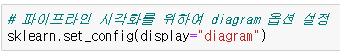 # 파이프라인 시각화를 위하여 diagram 옵션 설정
sklearn.set_config(display="diagram")